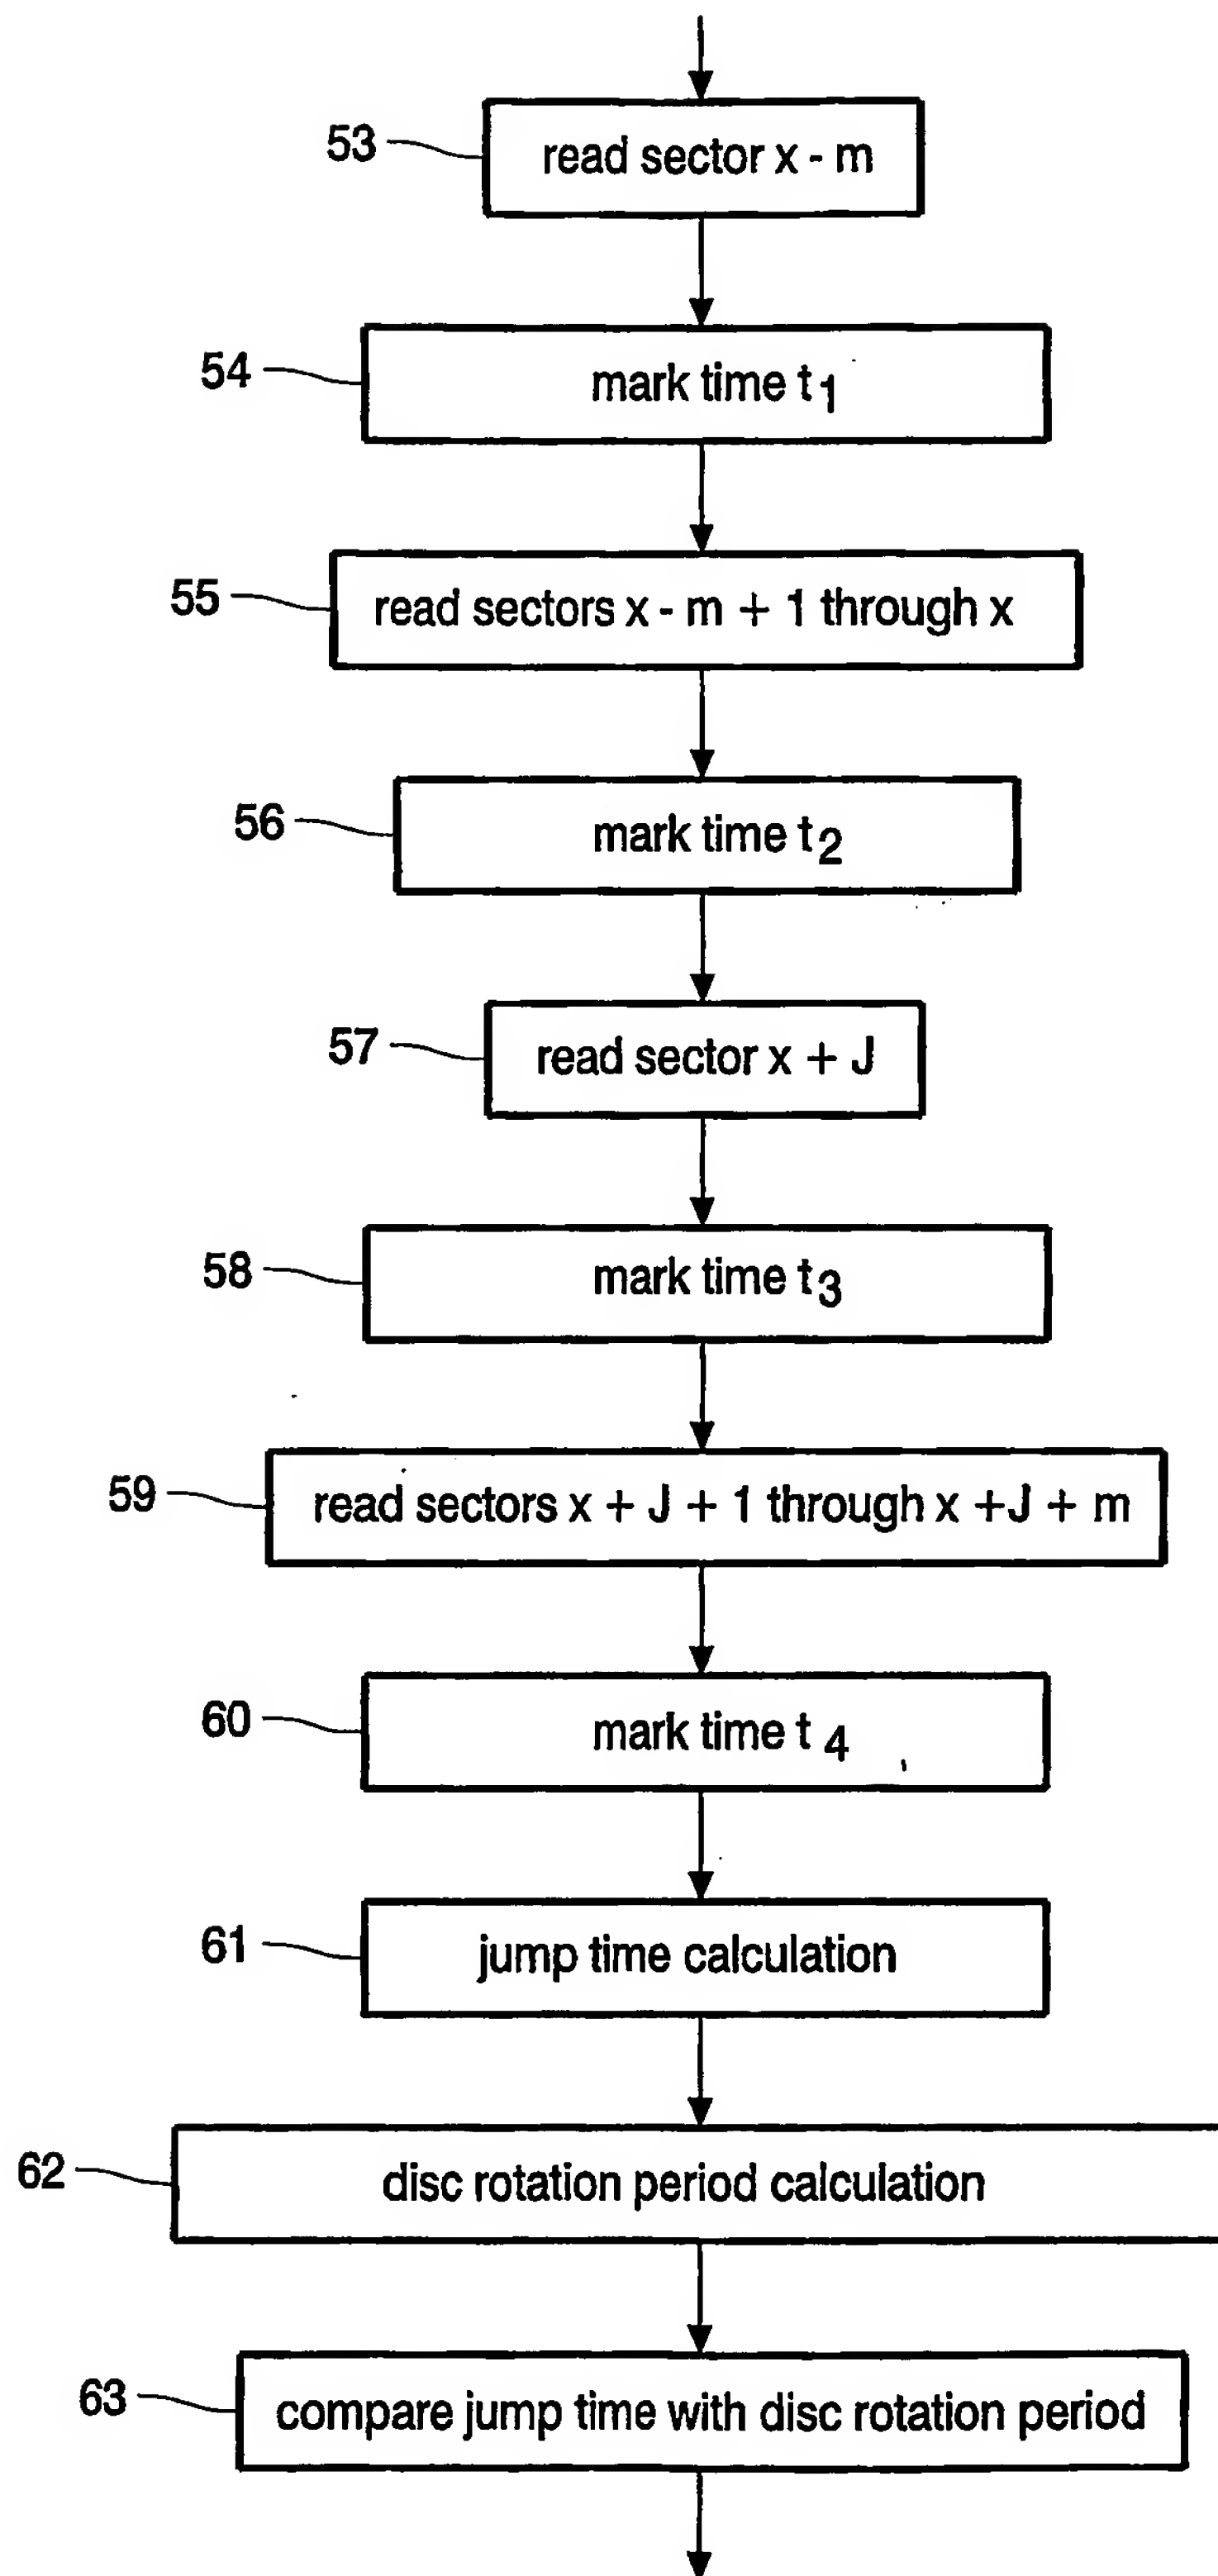 53 read sector x - m
54 mark time t1
55 read sectors x - m + 1 through x
56 mark time t2
57 read sector x + J
58 mark time t3
59 read sectors x + J + 1 through x +J + m
60 mark time t 4
61 jump time calculation
62 disc rotation period calculation
63 compare jump time with disc rotation period